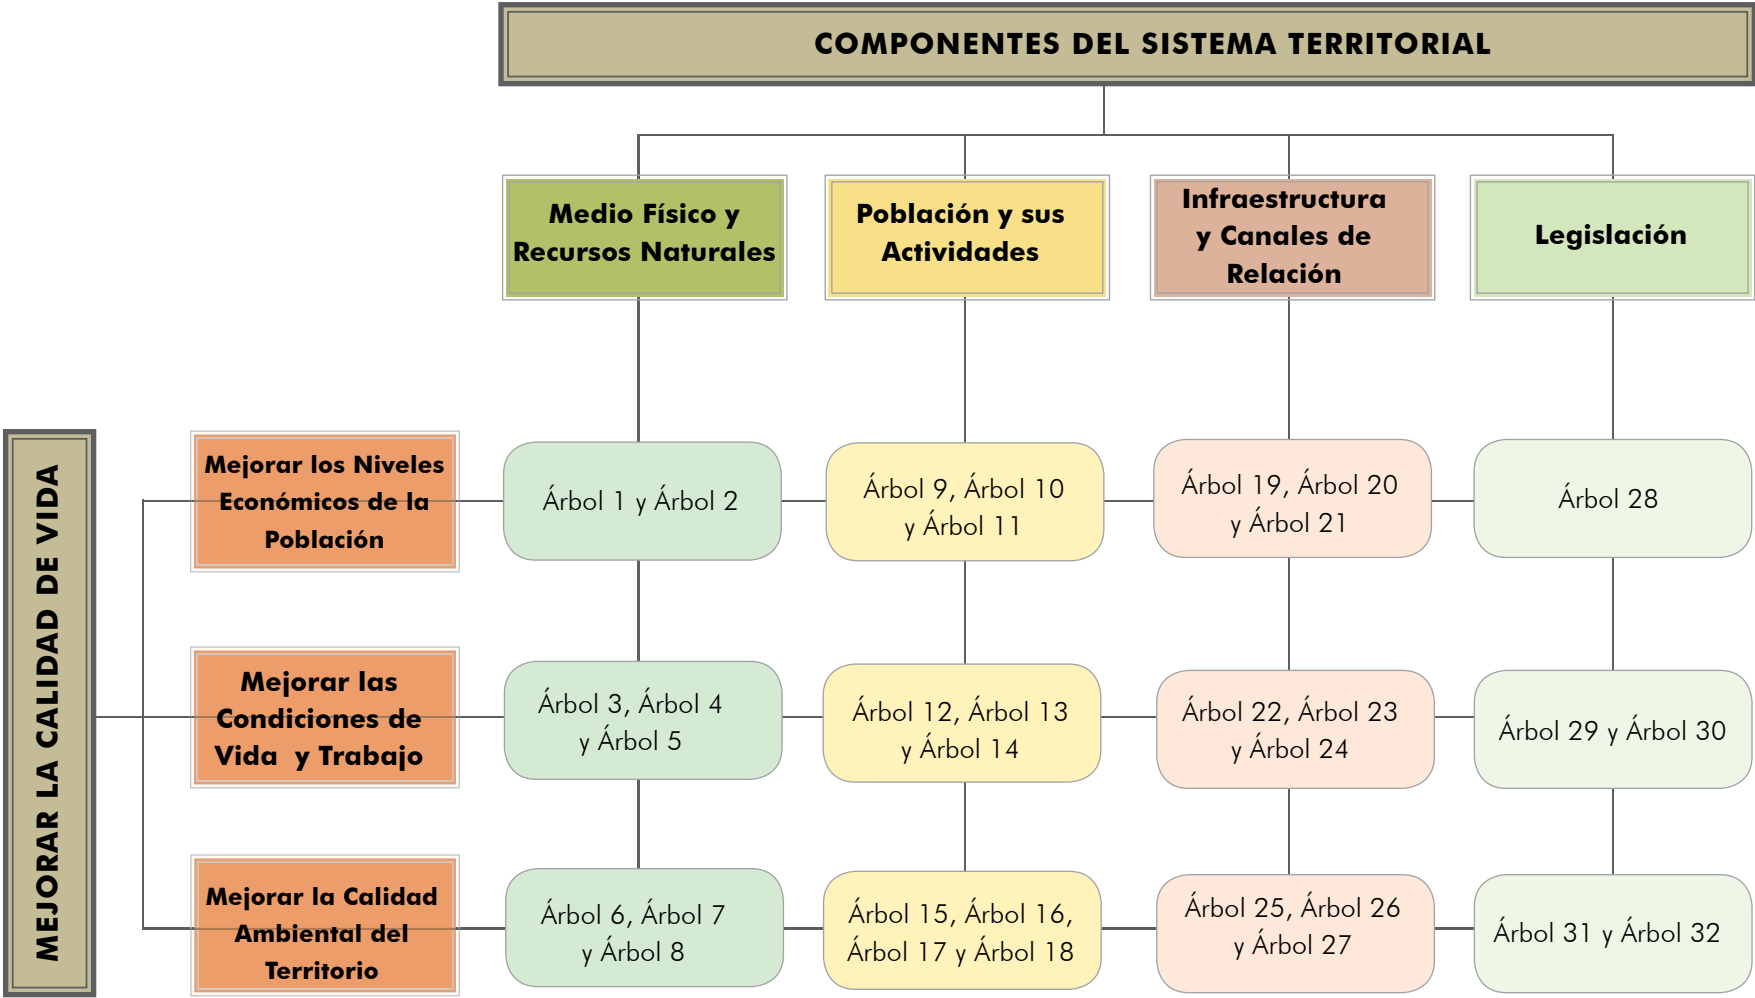 COMPONENTES DEL SISTEMA TERRITORIAL
Medio Físico y
Recursos Naturales
Población y sus
Actividades
Infraestructura
y Canales de
Relación
Legislación
MEJORAR LA CALIDAD DE VIDA
Mejorar los Niveles
Económicos de la
Población
Árbol 1 y Árbol 2
Árbol 9, Árbol 10
y Árbol 11
Árbol 19, Árbol 20
y Árbol 21
Árbol 28
Mejorar las
Condiciones de
Vida y Trabajo
Árbol 3, Árbol 4
y Árbol 5
Árbol 12, Árbol 13
y Árbol 14
Árbol 22, Árbol 23
y Árbol 24
Árbol 29 y Árbol 30
Mejorar la Calidad
Ambiental del
Territorio
Árbol 6, Árbol 7
y Árbol 8
Árbol 15, Árbol 16,
Árbol 17 y Árbol 18
Árbol 25, Árbol 26
y Árbol 27
Árbol 31 y Árbol 32